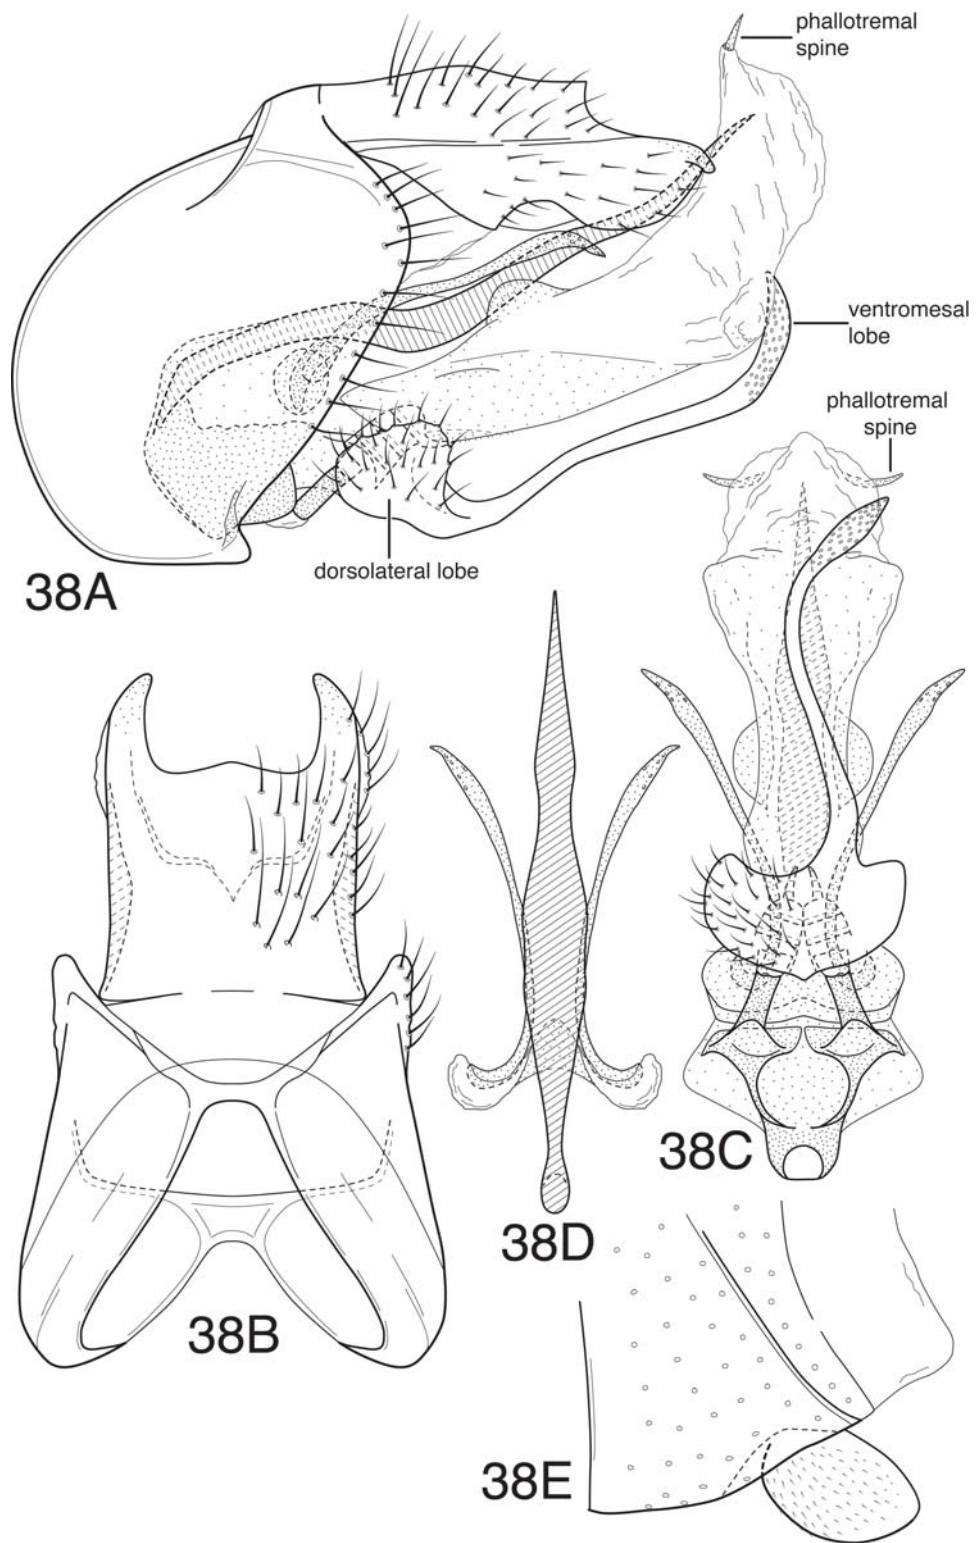 phallotremal
spine
ventromesal
lobe
phallotremal
spine
dorsolateral lobe
38A
38B
38C
38D
38E